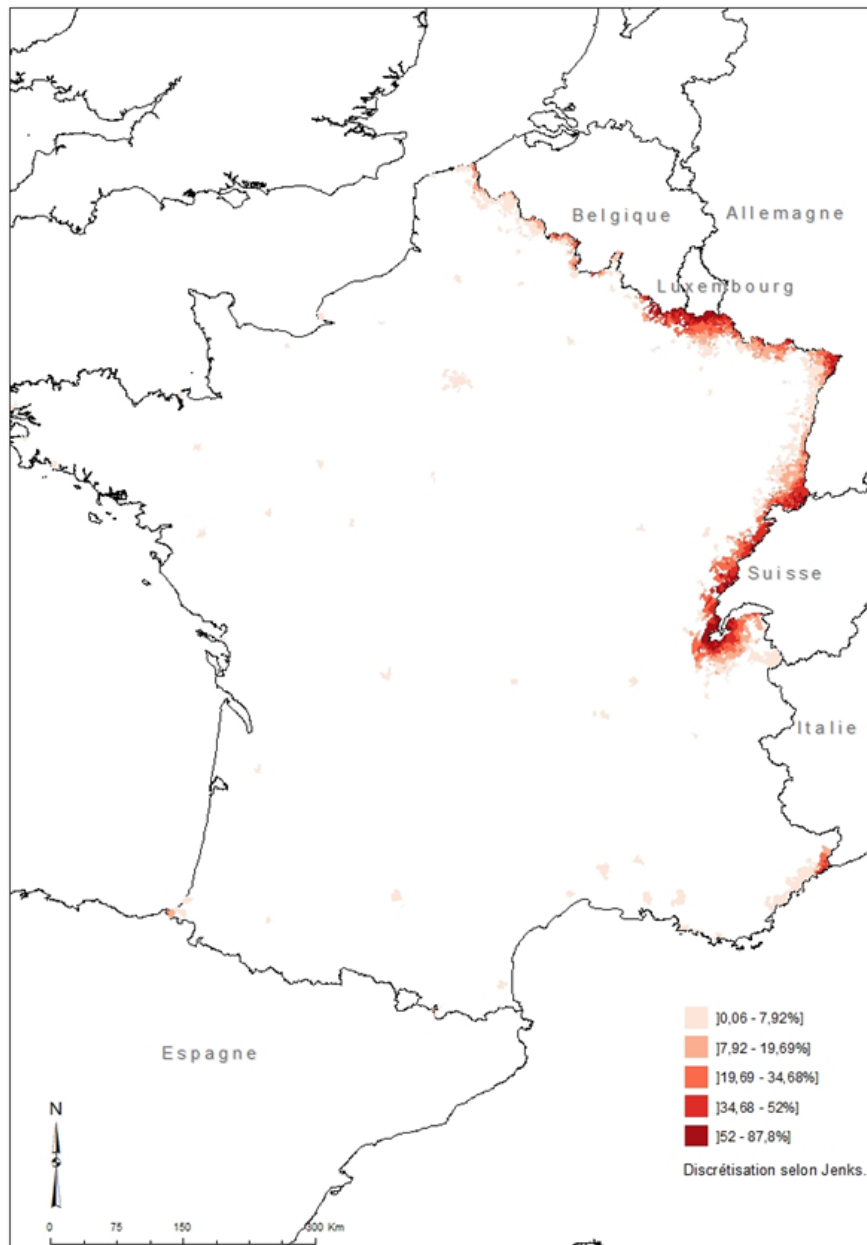 Belgique
Allemagne
Luxembourg
Suisse
Italie
Espagne
]0,06 - 7,92%]
]7,92 - 19,69%]
]19,69 - 34,68%]
]34,68 - 52%]
]52 - 87,8%]
Discrétisation selon Jenks.
N
0 75 150 300 Km